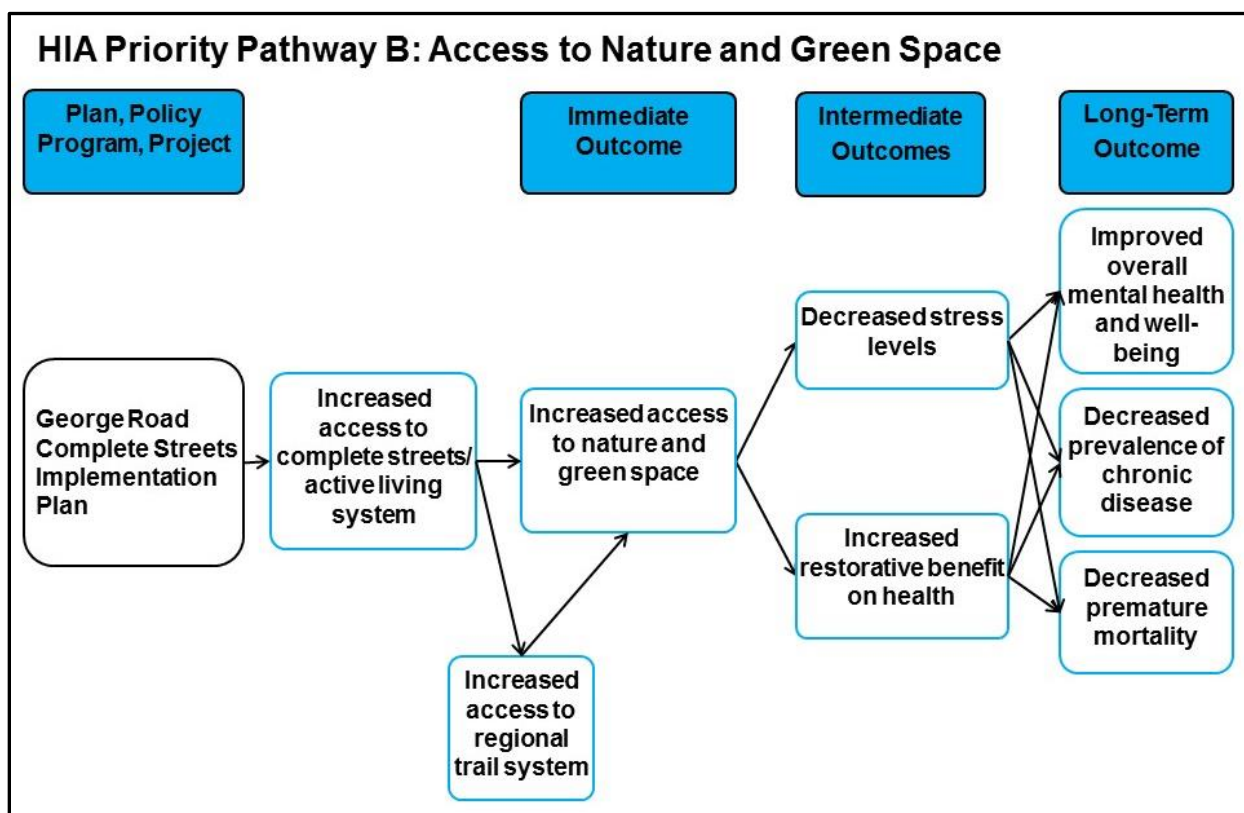 HIA Priority Pathway B: Access to Nature and Green Space
Plan, Policy
Program, Project
Immediate
Outcome
Intermediate
Outcomes
Long-Term
Outcome
George Road
Complete Streets
Implementation
Plan
Increased
access to
complete streets/
active living
system
Increased access
to nature and
green space
Increased
access to
regional
trail system
Decreased stress
levels
Increased
restorative benefit
on health
Improved
overall
mental health
and well-
being
Decreased
prevalence of
chronic
disease
Decreased
premature
mortality